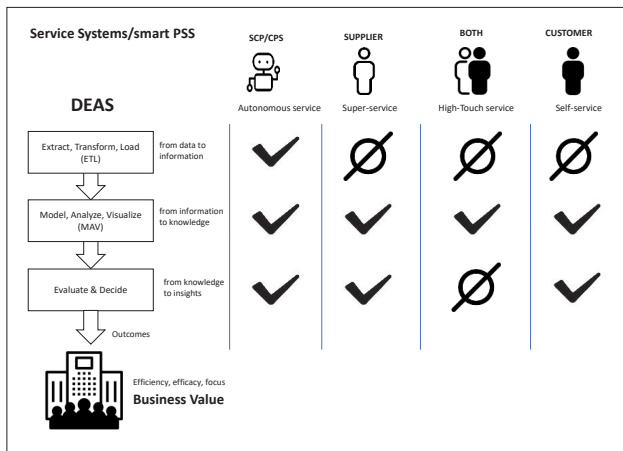 Service Systems/smart PSS
SCP/CPS
SUPPLIER
BOTH
CUSTOMER
DEAS
Autonomous service
Super-service
High-Touch service
Self-service
Extract, Transform, Load
(ETL)
from data to
information
Model, Analyze, Visualize
(MAV)
from information
to knowledge
Evaluate & Decide
from knowledge
to insights
Outcomes
Efficiency, efficacy, focus
Business Value